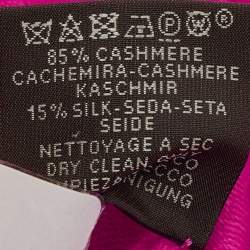 85% CASHMERE
CACHEMIRA-CASHMERE
KASCHMIR
15% SILK-SEDA-SETA
SEIDE
NETTOYAGE A SEC
DRY CLEAN